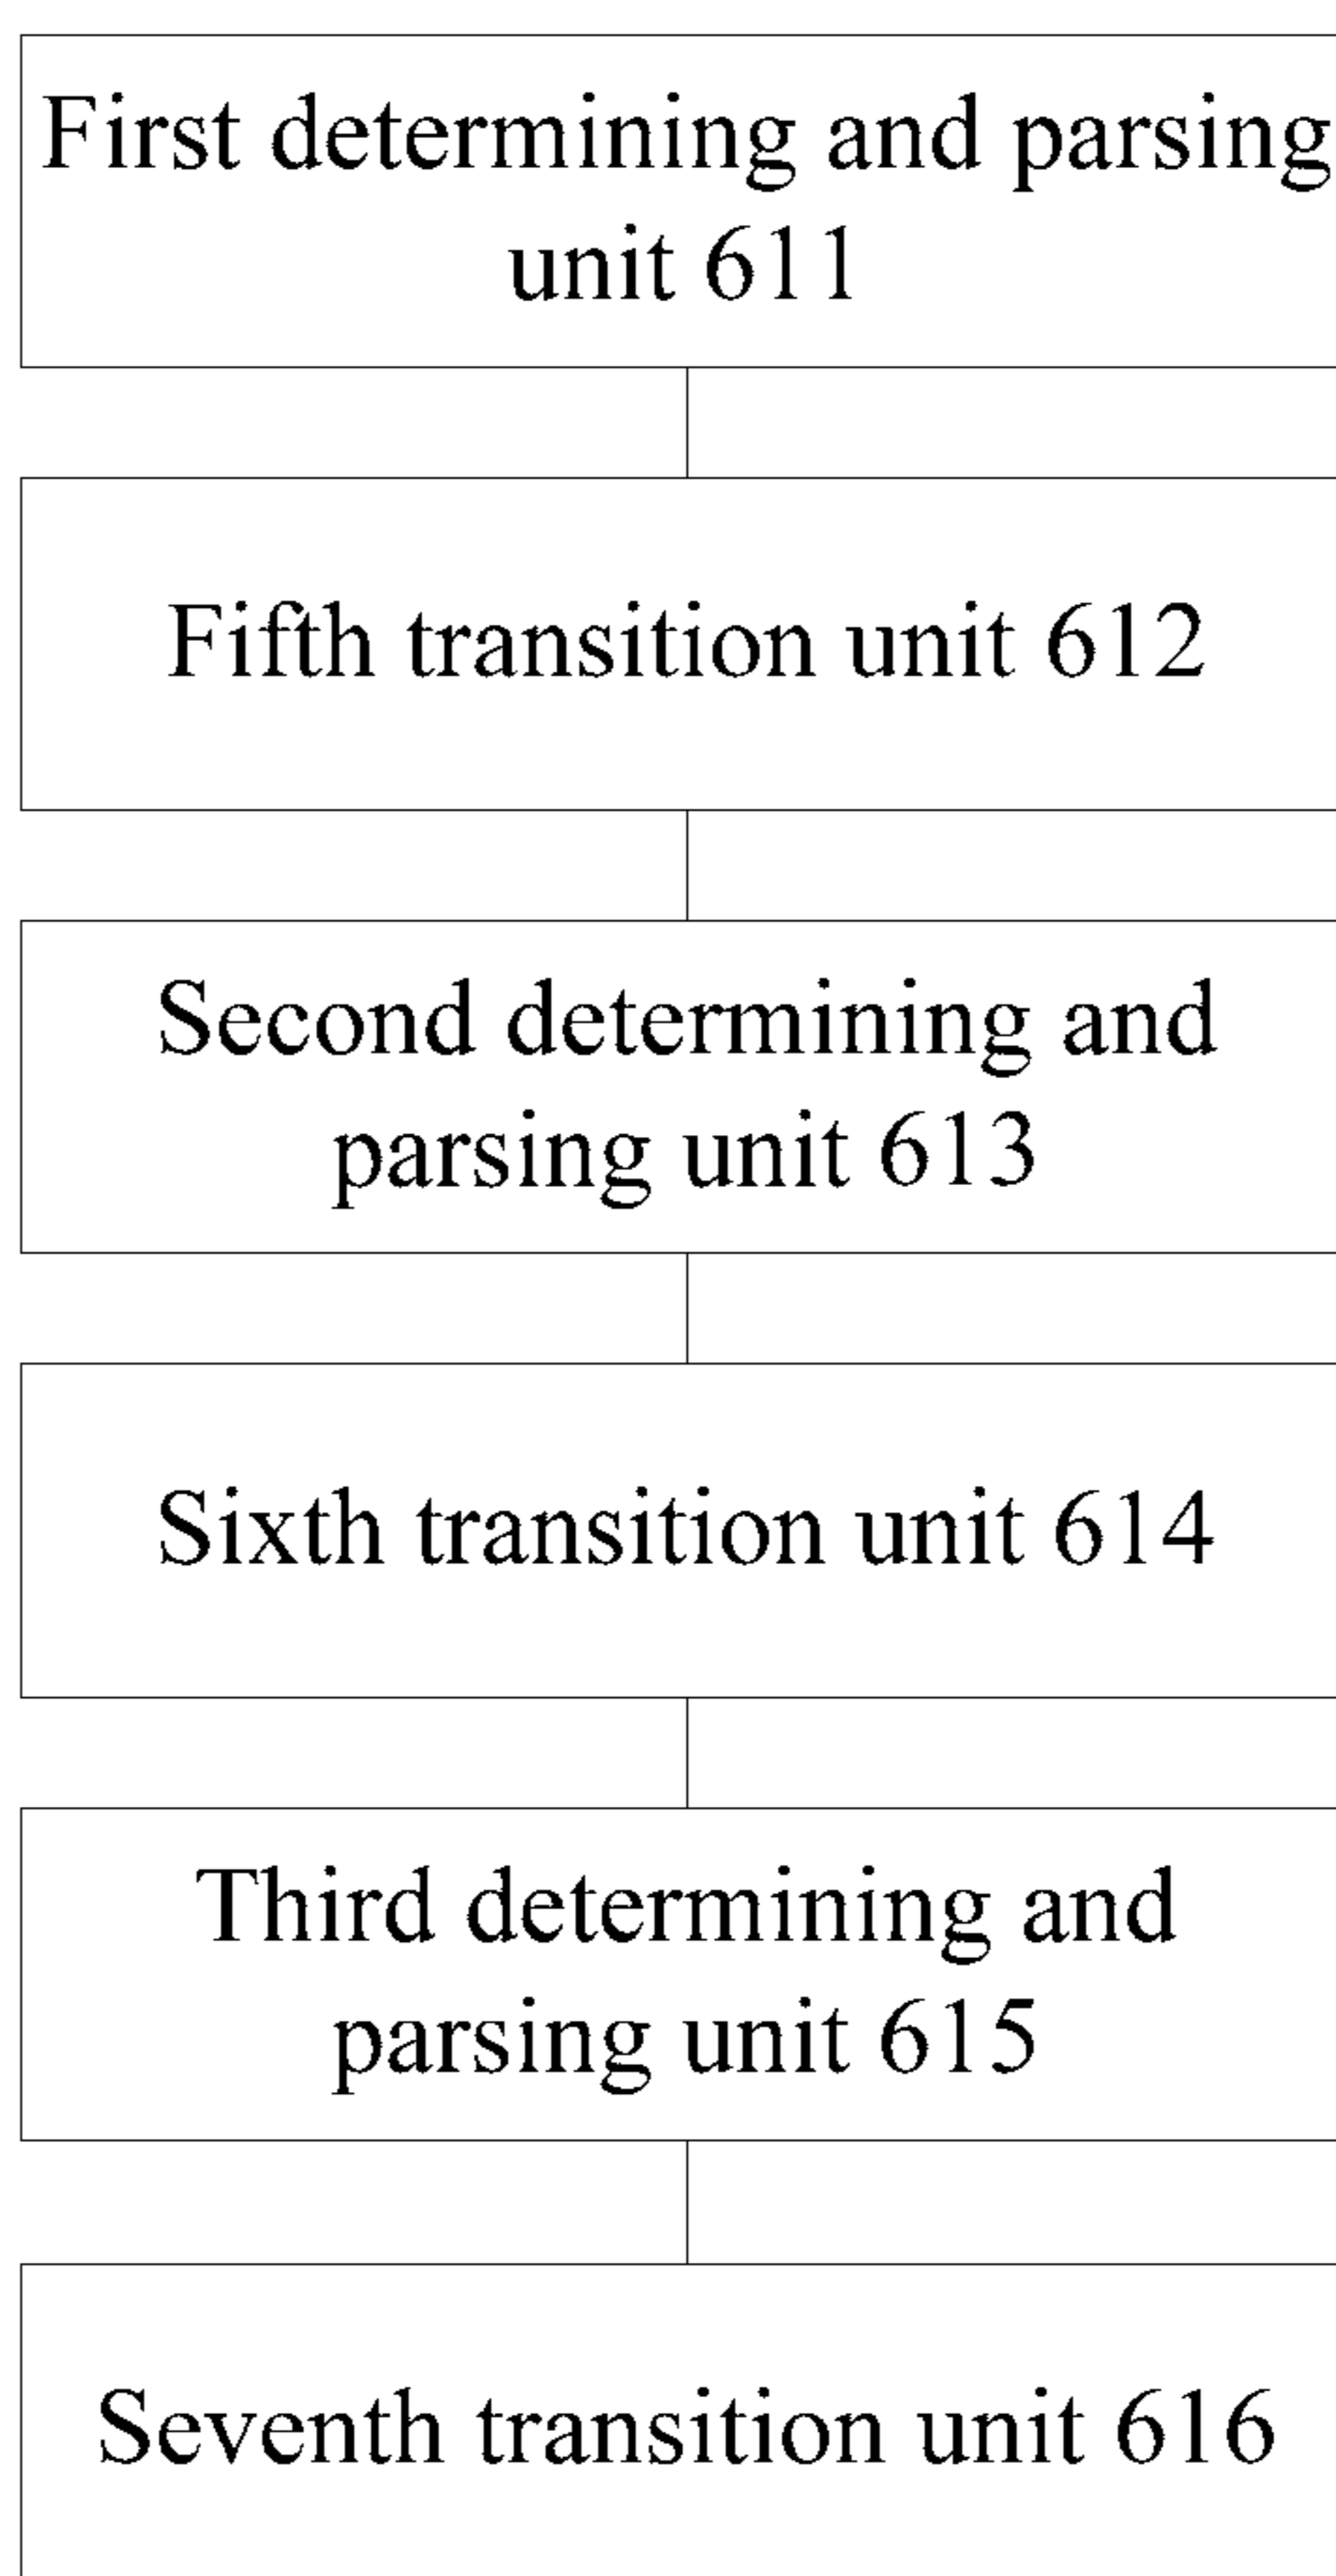 First determining and parsing
unit 611
Fifth transition unit 612
Second determining and
parsing unit 613
Sixth transition unit 614
Third determining and
parsing unit 615
Seventh transition unit 616